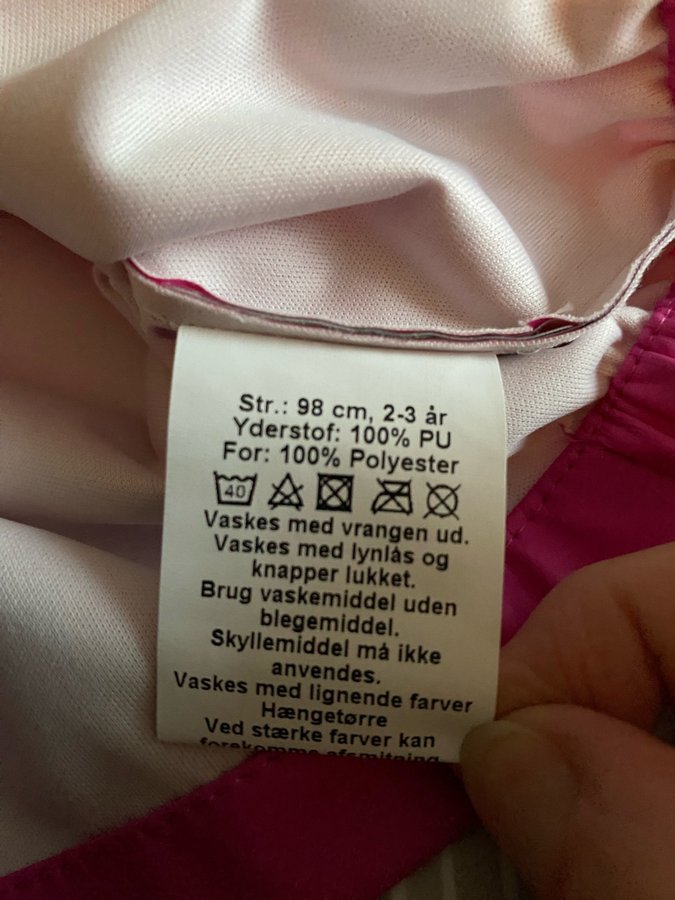 Str.: 98 cm, 2-3 år
Yderstof: 100% PU
For: 100% Polyester
40
Vaskes med vrangen ud.
Vaskes med lynlås og
knapper lukket.
Brug vaskemiddel uden
blegemiddel.
Skyllemiddel må ikke
anvendes.
Vaskes med lignende farver
Hængetørre
Ved stærke farver kan
forekomme afsmitning